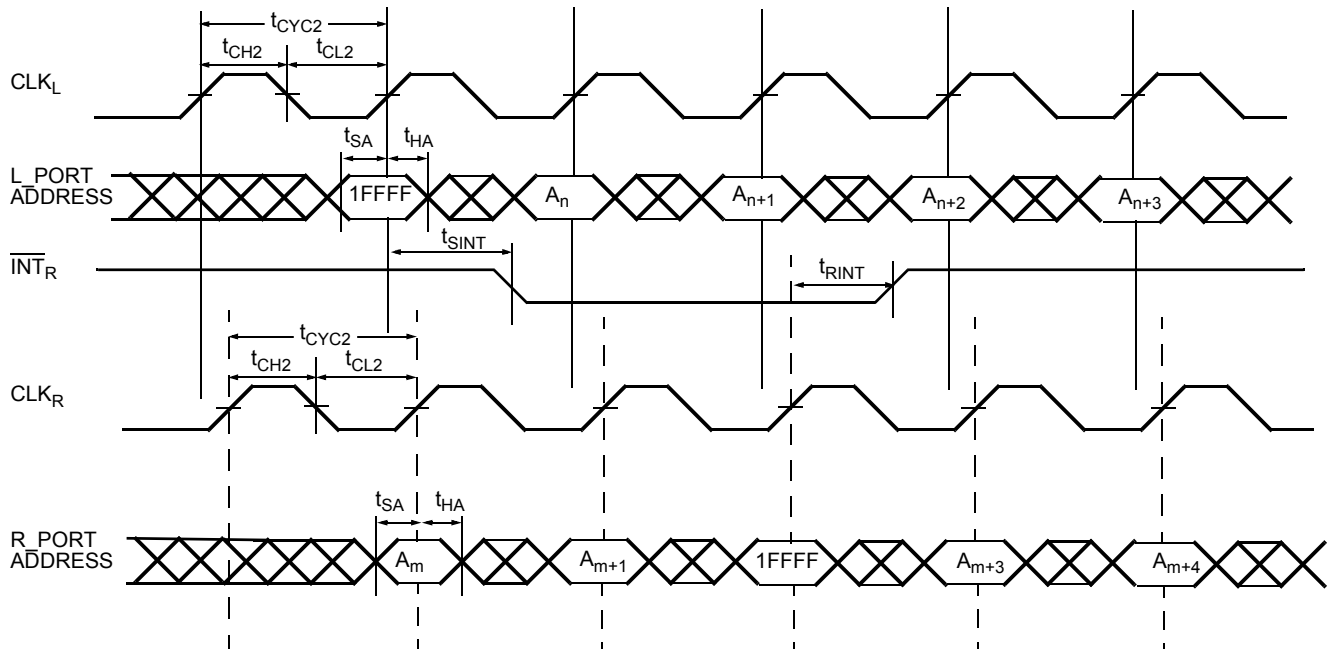 tCYC2
tCH2 tCL2
CLKL
tSA tHA
L_PORT
ADDRESS
1FFFF An An+1 An+2 An+3
tSINT
INTR
tRINT
tCYC2
tCH2 tCL2
CLKR
tSA tHA
R_PORT
ADDRESS
Am Am+1 1FFFF Am+3 Am+4